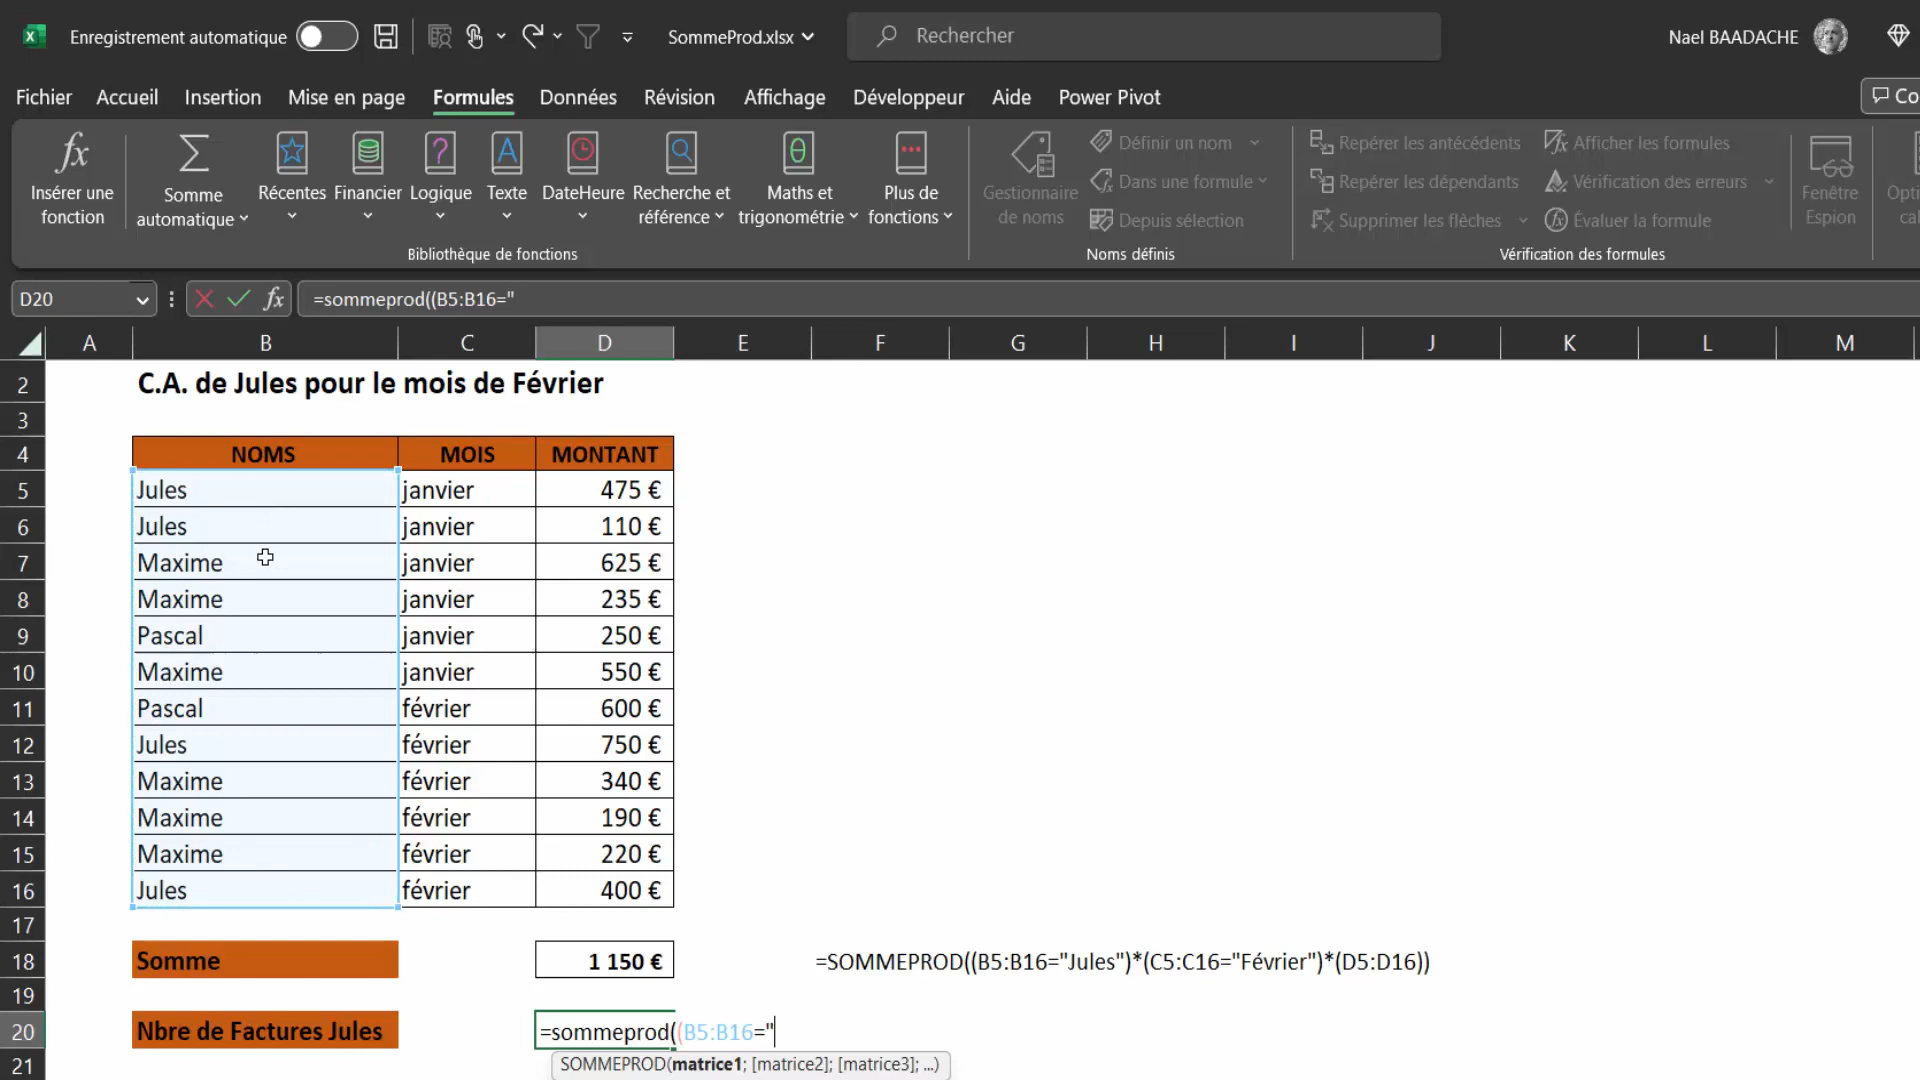 Enregistrement automatique SommeProd.xlsx Rechercher Nael BAADACHE
Fichier Accueil Insertion Mise en page Formules Données Révision Affichage Développeur Aide Power Pivot Co
Insérer une fonction
Somme automatique
Récentes
Financier
Logique
Texte
DateHeure
Recherche et référence
Maths et trigonométrie
Plus de fonctions
Bibliothèque de fonctions
Gestionnaire de noms
Définir un nom
Dans une formule
Depuis sélection
Noms définis
Repérer les antécédents
Repérer les dépendants
Supprimer les flèches
Afficher les formules
Vérification des erreurs
Évaluer la formule
Vérification des formules
Fenêtre Espion
Opti
cal
D20 fx =sommeprod((B5:B16="
A B C D E F G H I J K L M
2 C.A. de Jules pour le mois de Février
3
4 NOMS MOIS MONTANT
5 Jules janvier 475 €
6 Jules janvier 110 €
7 Maxime janvier 625 €
8 Maxime janvier 235 €
9 Pascal janvier 250 €
10 Maxime janvier 550 €
11 Pascal février 600 €
12 Jules février 750 €
13 Maxime février 340 €
14 Maxime février 190 €
15 Maxime février 220 €
16 Jules février 400 €
17
18 Somme 1 150 € =SOMMEPROD((B5:B16="Jules")*(C5:C16="Février")*(D5:D16))
19
20 Nbre de Factures Jules =sommeprod((B5:B16="
21 SOMMEPROD(matrice1; [matrice2]; [matrice3]; ...)